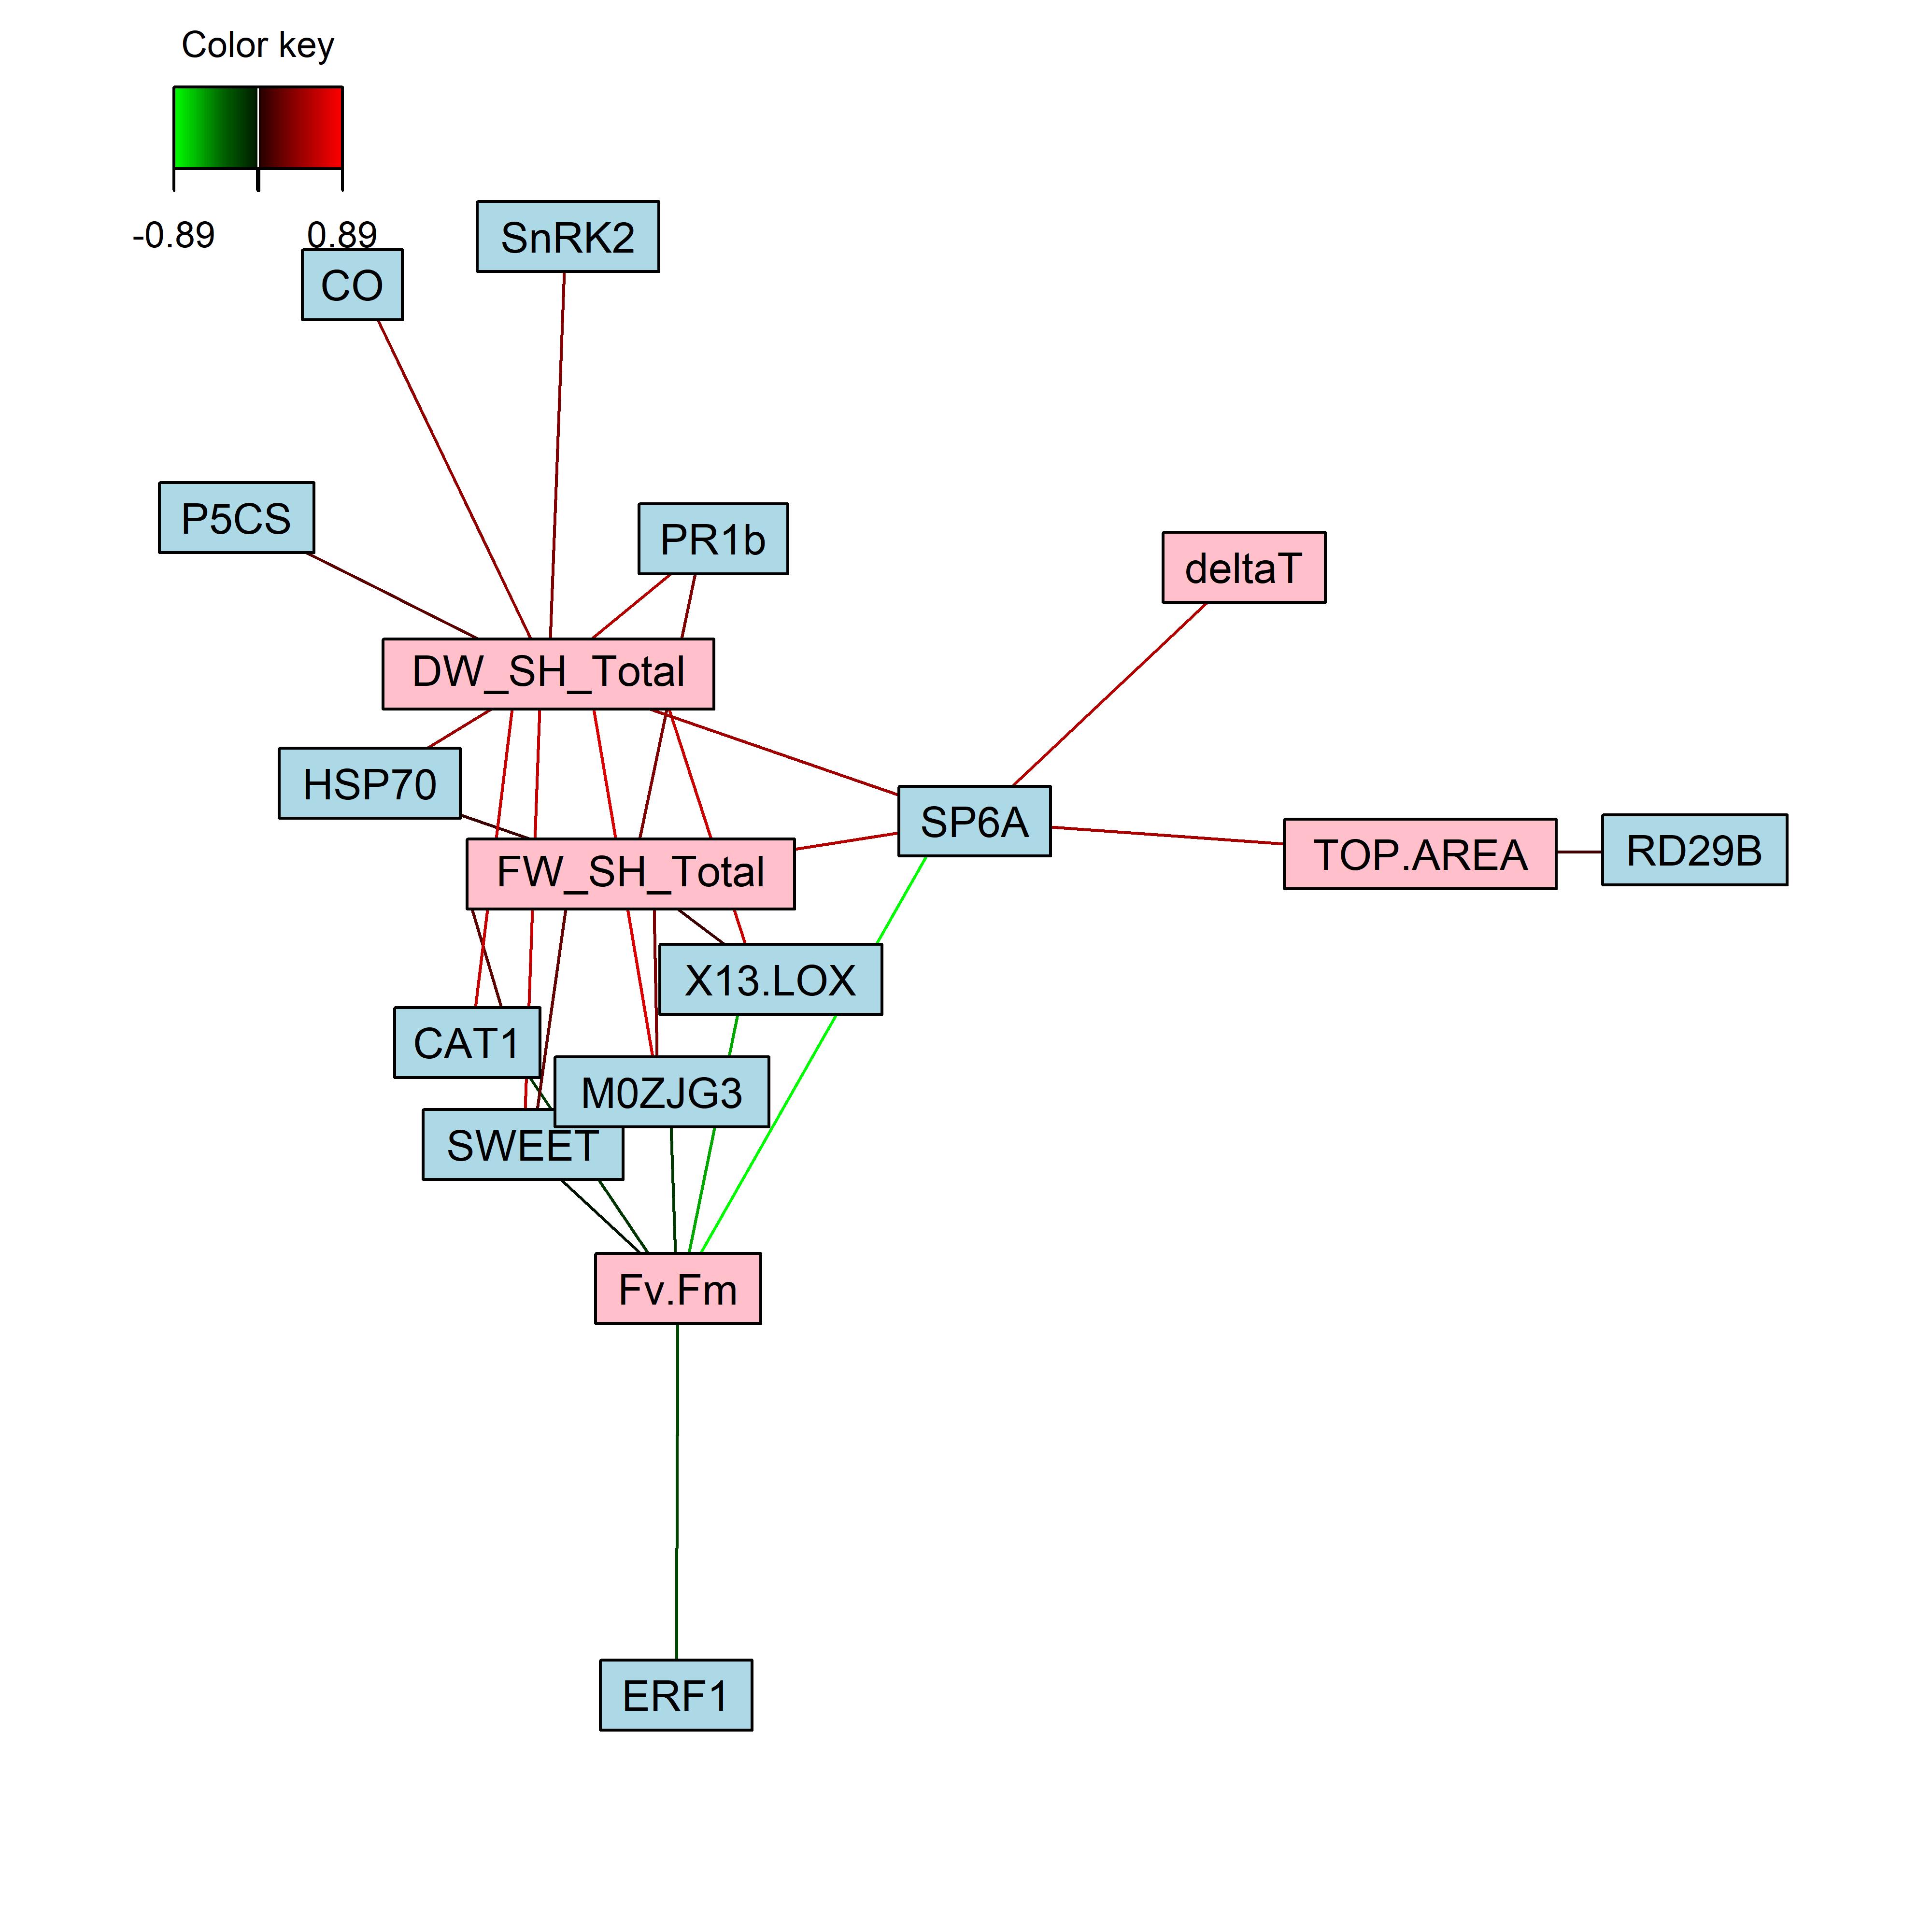 Color key
-0.89 0.89
SnRK2
CO
P5CS
PR1b
deltaT
DW_SH_Total
HSP70
SP6A
TOP.AREA
RD29B
FW_SH_Total
X13.LOX
CAT1
M0ZJG3
SWEET
Fv.Fm
ERF1